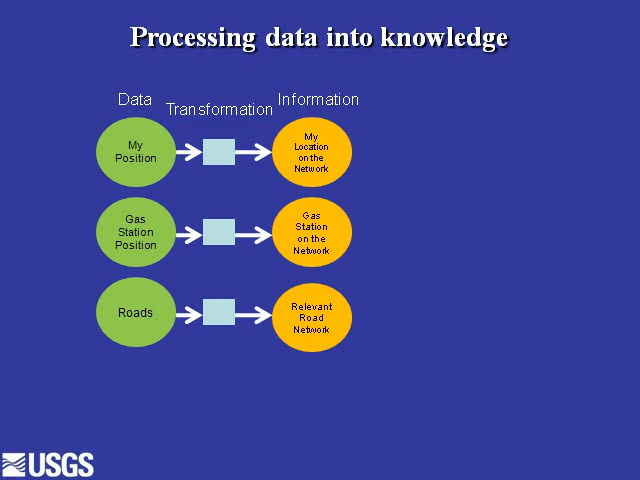 Processing data into knowledge
Data
Transformation
Information
My
Position
My
Location
on the
Network
Gas
Station
Position
Gas
Station
on the
Network
Roads
Relevant
Road
Network
USGS